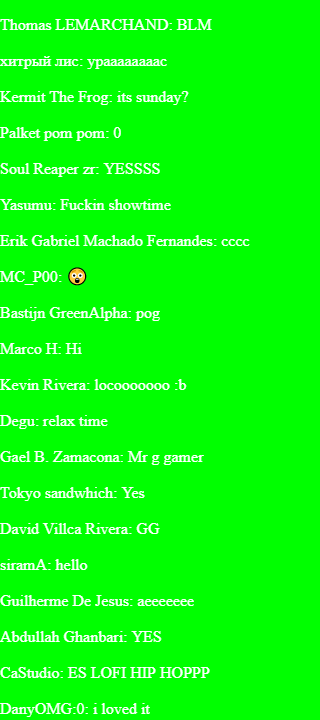 Thomas LEMARCHAND: BLM
хитрый лис: ураааааааас
Kermit The Frog: its sunday?
Palket pom pom: 0
Soul Reaper zr: YESSSS
Yasumu: Fuckin showtime
Erik Gabriel Machado Fernandes: cccc
MC_P00: 😲
Bastijn GreenAlpha: pog
Marco H: Hi
Kevin Rivera: locooooooo :b
Degu: relax time
Gael B. Zamacona: Mr g gamer
Tokyo sandwhich: Yes
David Villca Rivera: GG
siramA: hello
Guilherme De Jesus: aeeeeeee
Abdullah Ghanbari: YES
CaStudio: ES LOFI HIP HOPPP
DanyOMG:0: i loved it